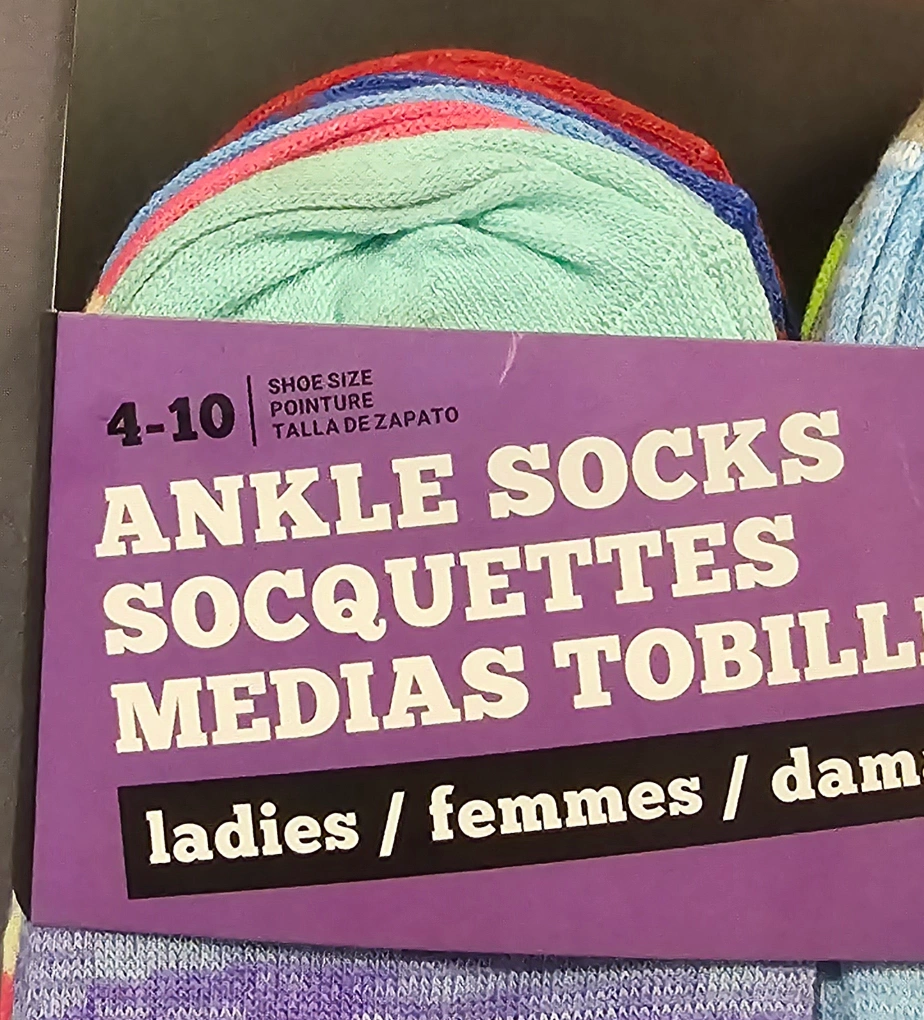 4-10
SHOE SIZE
POINTURE
TALLA DE ZAPATO
ANKLE SOCKS
SOCQUETTES
MEDIAS
ladies / femmes /